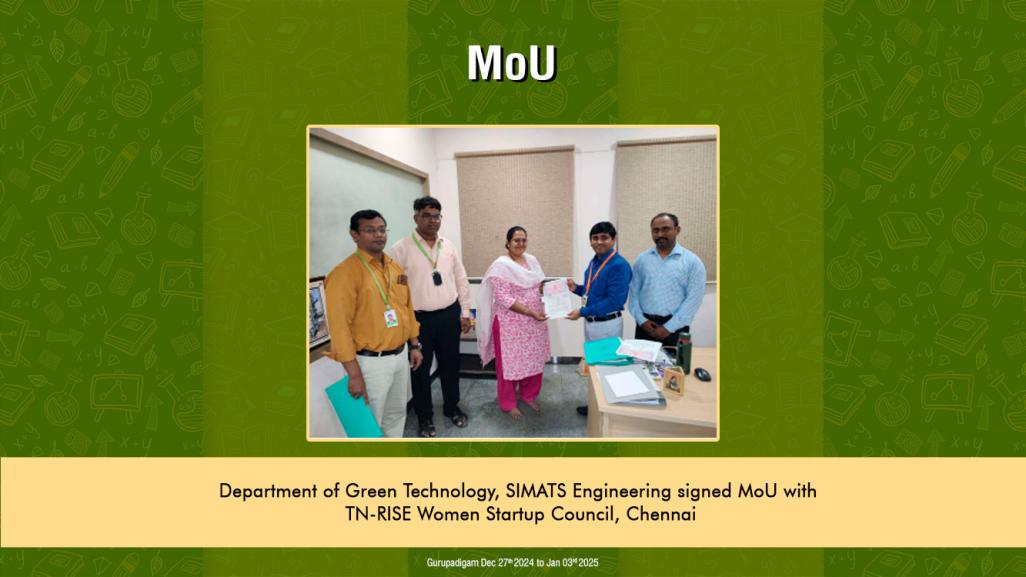 MoU
Department of Green Technology, SIMATS Engineering signed MoU with
TN-RISE Women Startup Council, Chennai
Gurupadigam Dec 27th 2024 to Jan 03rd 2025